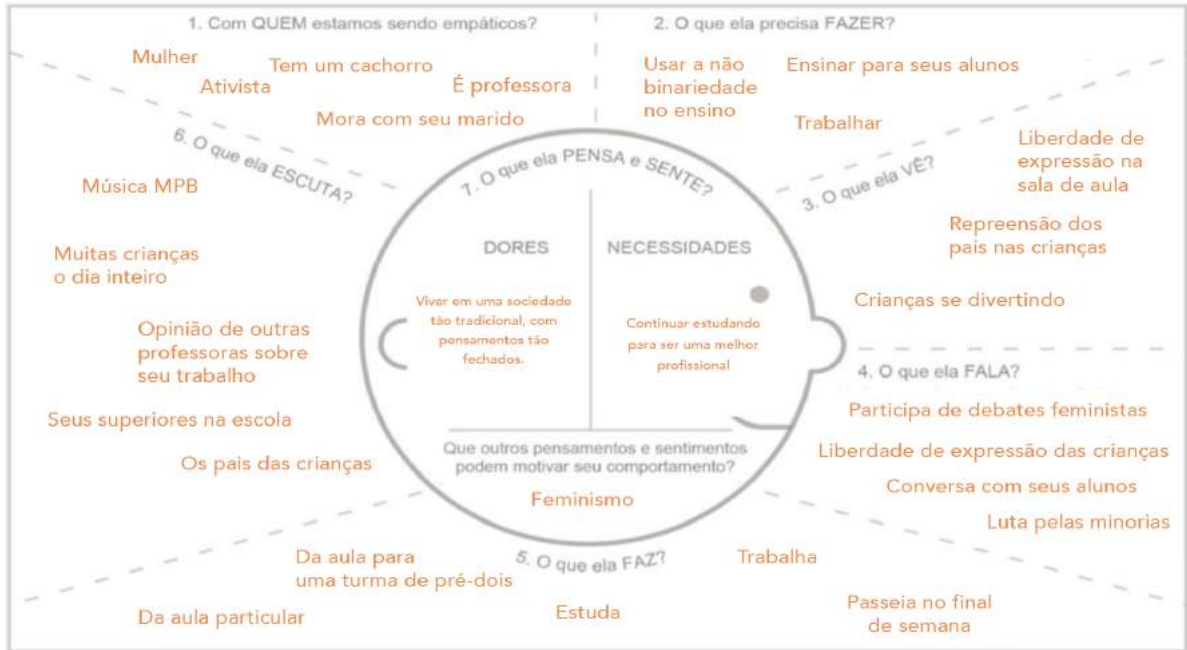 1. Com QUEM estamos sendo empáticos?
Mulher
Tem um cachorro
Ativista
É professora
Mora com seu marido
2. O que ela precisa FAZER?
Usar a não
binariedade
no ensino
Ensinar para seus alunos
Trabalhar
3. O que ela VÊ?
Liberdade de
expressão na
sala de aula
Repreensão dos
pais nas crianças
Crianças se divertindo
4. O que ela FALA?
Participa de debates feministas
Liberdade de expressão das crianças
Conversa com seus alunos
Luta pelas minorias
5. O que ela FAZ?
Da aula para
uma turma de pré-dois
Trabalha
Da aula particular
Estuda
Passeia no final
de semana
6. O que ela ESCUTA?
Música MPB
Muitas crianças
o dia inteiro
Opinião de outras
professoras sobre
seu trabalho
Seus superiores na escola
Os pais das crianças
7. O que ela PENSA e SENTE?
DORES
Viver em uma sociedade
tão tradicional, com
pensamentos tão
fechados.
NECESSIDADES
Continuar estudando
para ser uma melhor
profissional
Que outros pensamentos e sentimentos
podem motivar seu comportamento?
Feminismo